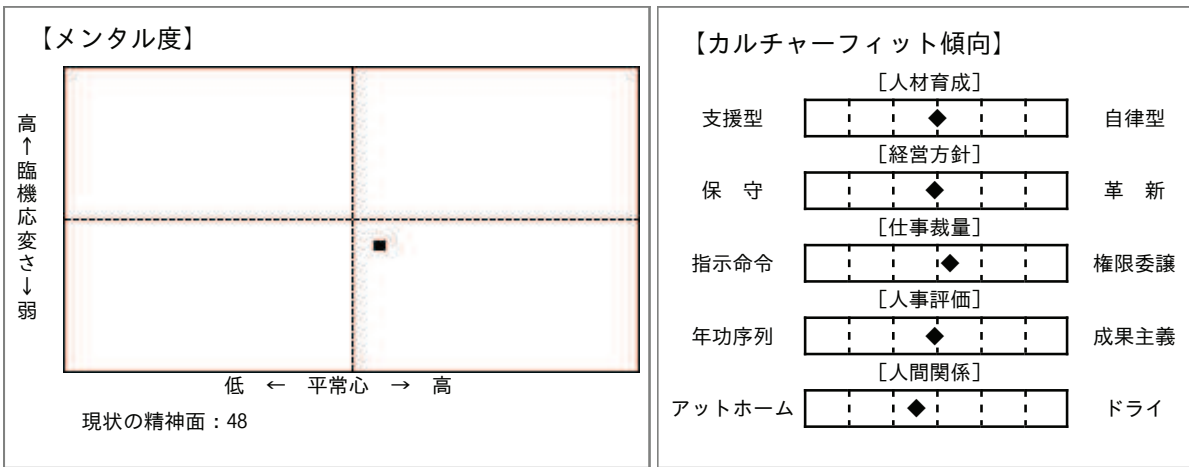 【メンタル度】
高↑臨機応変さ↓弱
低 ← 平常心 → 高
現状の精神面：48
【カルチャーフィット傾向】
［人材育成］
支援型 自律型
［経営方針］
保　守 革　新
［仕事裁量］
指示命令 権限委譲
［人事評価］
年功序列 成果主義
［人間関係］
アットホーム ドライ